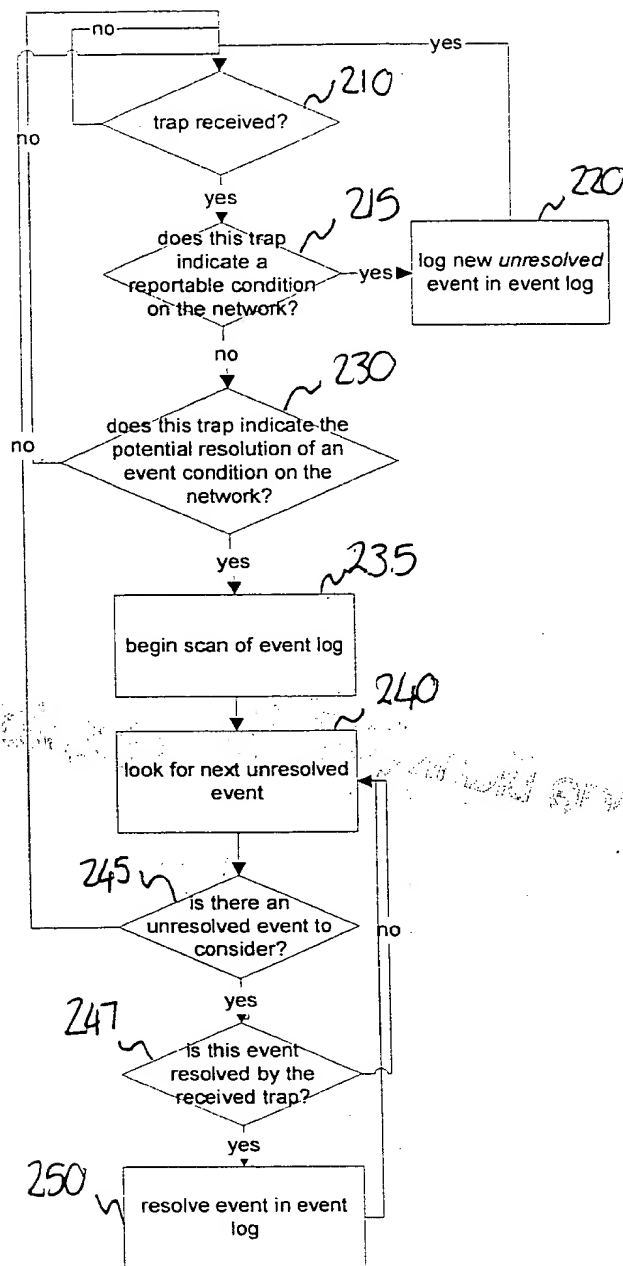 no
yes
210
trap received?
no
yes
215
220
does this trap
indicate a
reportable condition
on the network?
yes
log new unresolved
event in event log
no
230
no
does this trap indicate the
potential resolution of an
event condition on the
network?
yes
235
begin scan of event log
240
look for next unresolved
event
245
is there an
unresolved event to
consider?
no
yes
247
is this event
resolved by the
received trap?
yes
250
resolve event in event
log